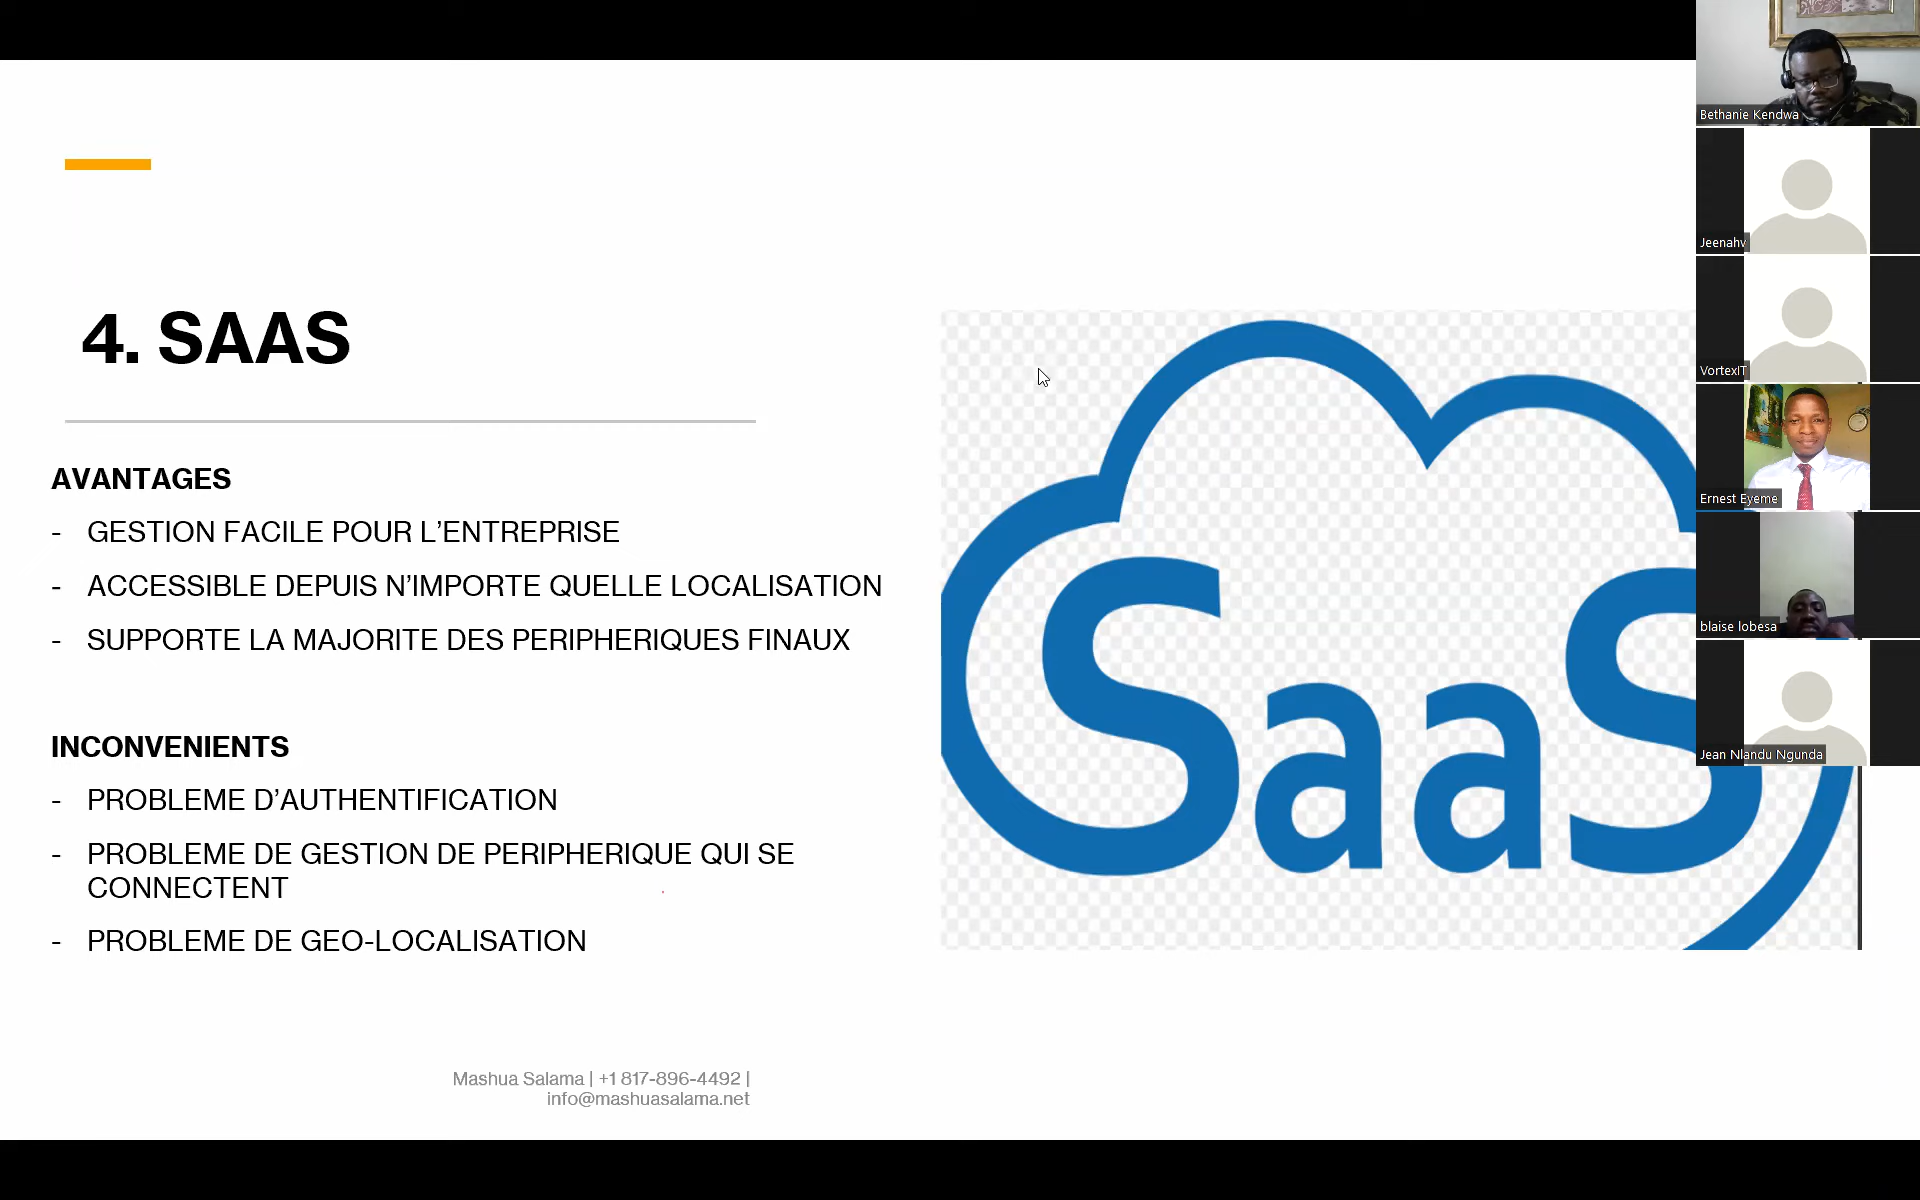 4. SAAS
AVANTAGES
- GESTION FACILE POUR L’ENTREPRISE
- ACCESSIBLE DEPUIS N’IMPORTE QUELLE LOCALISATION
- SUPPORTE LA MAJORITE DES PERIPHERIQUES FINAUX
INCONVENIENTS
- PROBLEME D’AUTHENTIFICATION
- PROBLEME DE GESTION DE PERIPHERIQUE QUI SE
CONNECTENT
- PROBLEME DE GEO-LOCALISATION
Mashua Salama | +1 817-896-4492 |
info@mashuasalama.net
SaaS
Bethanie Kendwa
Jeenahv
VortexIT
Ernest Eyeme
blaise lobesa
Jean Nlandu Ngunda